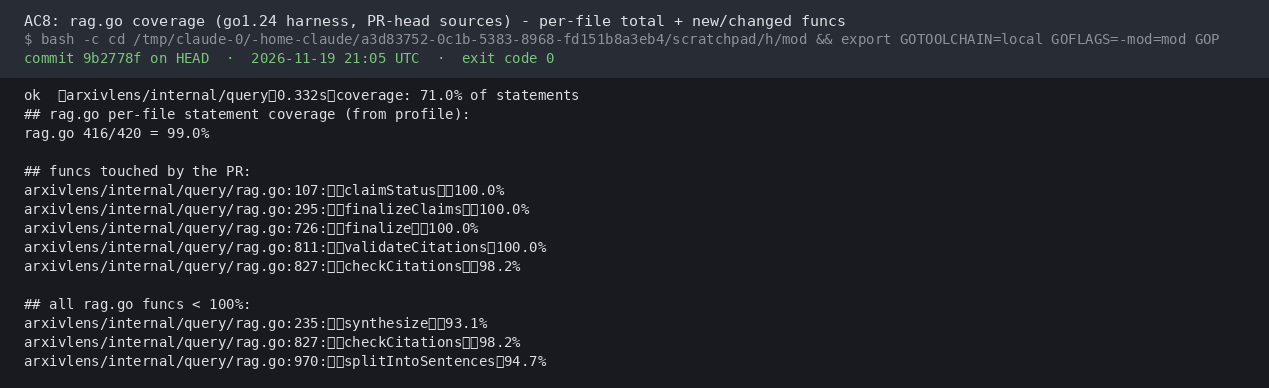 AC8: rag.go coverage (go1.24 harness, PR-head sources) - per-file total + new/changed funcs
$ bash -c cd /tmp/claude-0/-home-claude/a3d83752-0c1b-5383-8968-fd151b8a3eb4/scratchpad/h/mod && export GOTOOLCHAIN=local GOFLAGS=-mod=mod GOP
commit 9b2778f on HEAD · 2026-11-19 21:05 UTC · exit code 0
ok  □arxivlens/internal/query□0.332s□coverage: 71.0% of statements
## rag.go per-file statement coverage (from profile):
rag.go 416/420 = 99.0%
## funcs touched by the PR:
arxivlens/internal/query/rag.go:107:□□claimStatus□□100.0%
arxivlens/internal/query/rag.go:295:□□finalizeClaims□□100.0%
arxivlens/internal/query/rag.go:726:□□finalize□□100.0%
arxivlens/internal/query/rag.go:811:□□validateCitations□100.0%
arxivlens/internal/query/rag.go:827:□□checkCitations□□98.2%
## all rag.go funcs < 100%:
arxivlens/internal/query/rag.go:235:□□synthesize□□93.1%
arxivlens/internal/query/rag.go:827:□□checkCitations□□98.2%
arxivlens/internal/query/rag.go:970:□□splitIntoSentences□94.7%